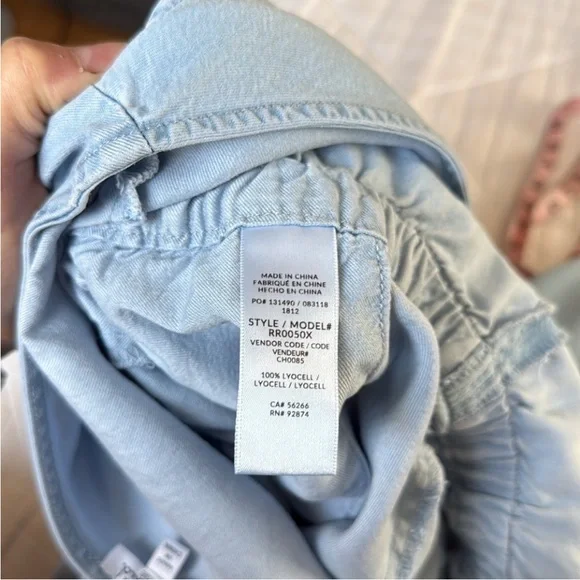 MADE IN CHINA
FABRIQUÉ EN CHINE
HECHO EN CHINA
PO# 131490 / 083118
1812
STYLE / MODEL#
RR0050X
VENDOR CODE / CODE
VENDEUR#
CH0085
100% LYOCELL /
LYOCELL / LYOCELL
CA# 56266
RN# 92874